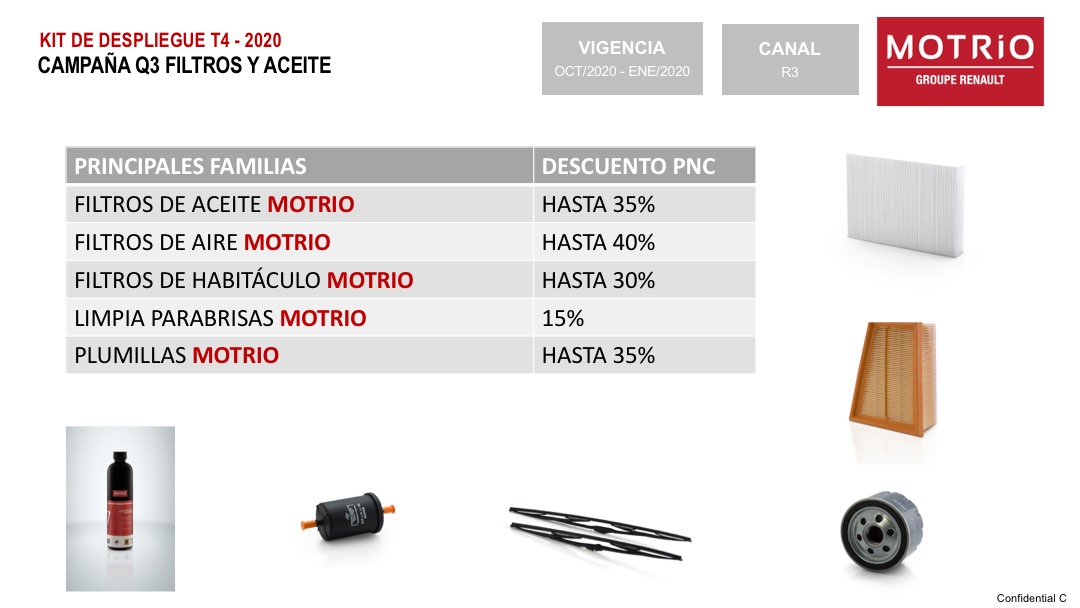 KIT DE DESPLIEGUE T4 - 2020
CAMPAÑA Q3 FILTROS Y ACEITE
VIGENCIA
OCT/2020 - ENE/2020
CANAL
R3
MOTRiO
GROUPE RENAULT
PRINCIPALES FAMILIAS DESCUENTO PNC
FILTROS DE ACEITE MOTRIO HASTA 35%
FILTROS DE AIRE MOTRIO HASTA 40%
FILTROS DE HABITÁCULO MOTRIO HASTA 30%
LIMPIA PARABRISAS MOTRIO 15%
PLUMILLAS MOTRIO HASTA 35%
Confidential C